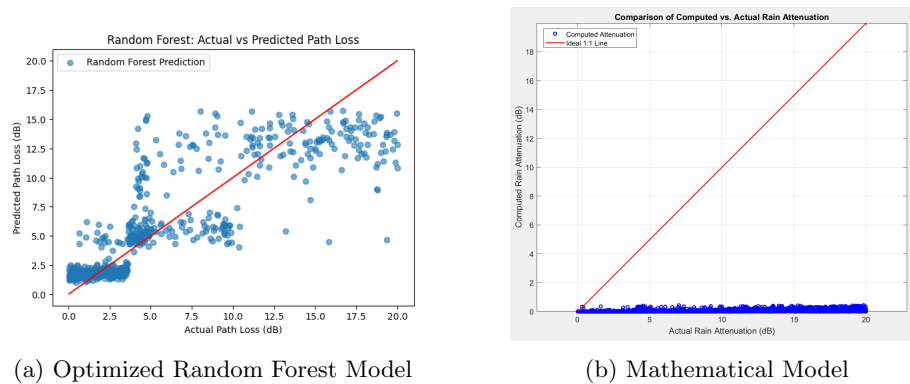 Random Forest: Actual vs Predicted Path Loss
Random Forest Prediction
Predicted Path Loss (dB)
20.0
17.5
15.0
12.5
10.0
7.5
5.0
2.5
0.0
0.0 2.5 5.0 7.5 10.0 12.5 15.0 17.5 20.0
Actual Path Loss (dB)
(a) Optimized Random Forest Model
Comparison of Computed vs. Actual Rain Attenuation
Computed Attenuation
Ideal 1:1 Line
Computed Rain Attenuation (dB)
18
16
14
12
10
8
6
4
2
0
0 5 10 15 20
Actual Rain Attenuation (dB)
(b) Mathematical Model